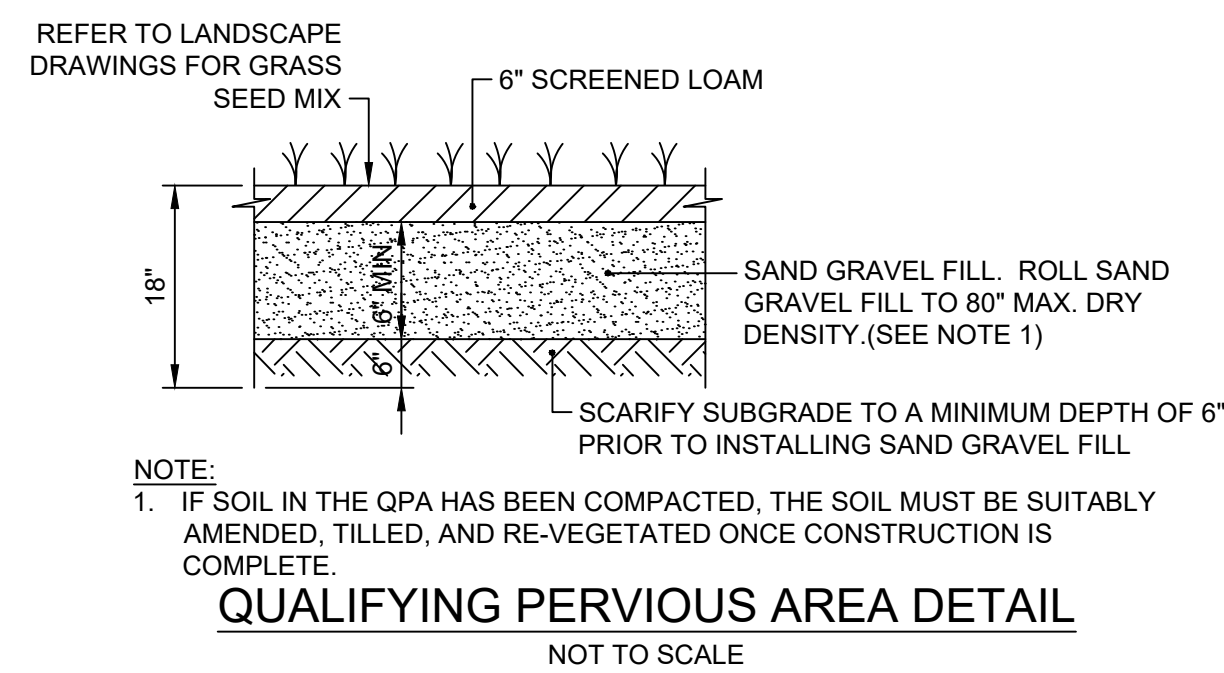 REFER TO LANDSCAPE
DRAWINGS FOR GRASS
SEED MIX
6" SCREENED LOAM
18"
6" MIN
6"
SAND GRAVEL FILL. ROLL SAND
GRAVEL FILL TO 80" MAX. DRY
DENSITY.(SEE NOTE 1)
SCARIFY SUBGRADE TO A MINIMUM DEPTH OF 6"
PRIOR TO INSTALLING SAND GRAVEL FILL
NOTE:
1. IF SOIL IN THE QPA HAS BEEN COMPACTED, THE SOIL MUST BE SUITABLY
AMENDED, TILLED, AND RE-VEGETATED ONCE CONSTRUCTION IS
COMPLETE.
QUALIFYING PERVIOUS AREA DETAIL
NOT TO SCALE